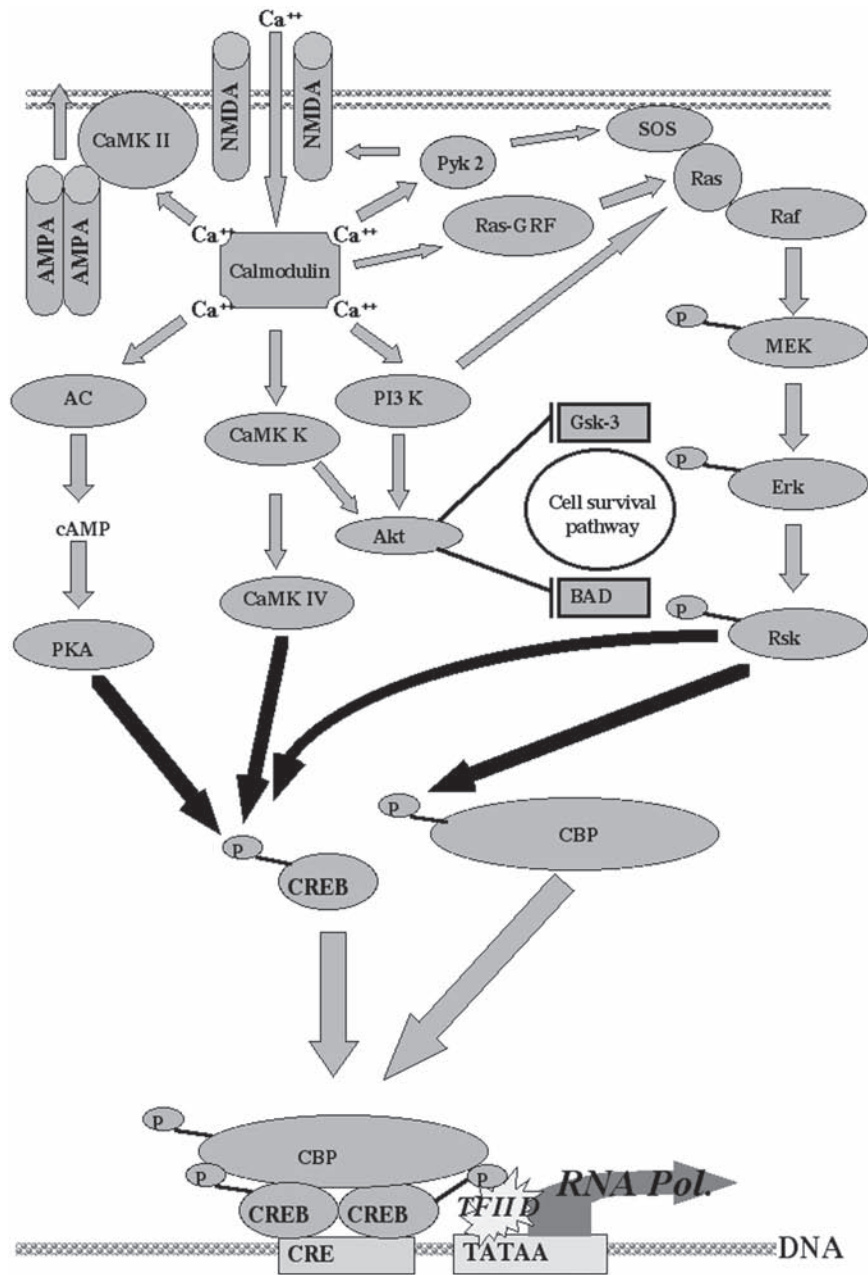 Ca++
NMDA
NMDA
CaMK II
SOS
Pyk 2
Ras
AMPA
AMPA
Ras-GRF
Raf
Ca++
Ca++
Calmodulin
Ca++
Ca++
P
MEK
AC
PI3 K
CaMK K
Gsk-3
P
Erk
Cell survival
pathway
cAMP
Akt
CaMK IV
BAD
P
Rsk
PKA
P
CBP
P
CREB
P
CBP
P
P
CREB
CREB
TFII D
RNA Pol.
CRE
TATAA
DNA